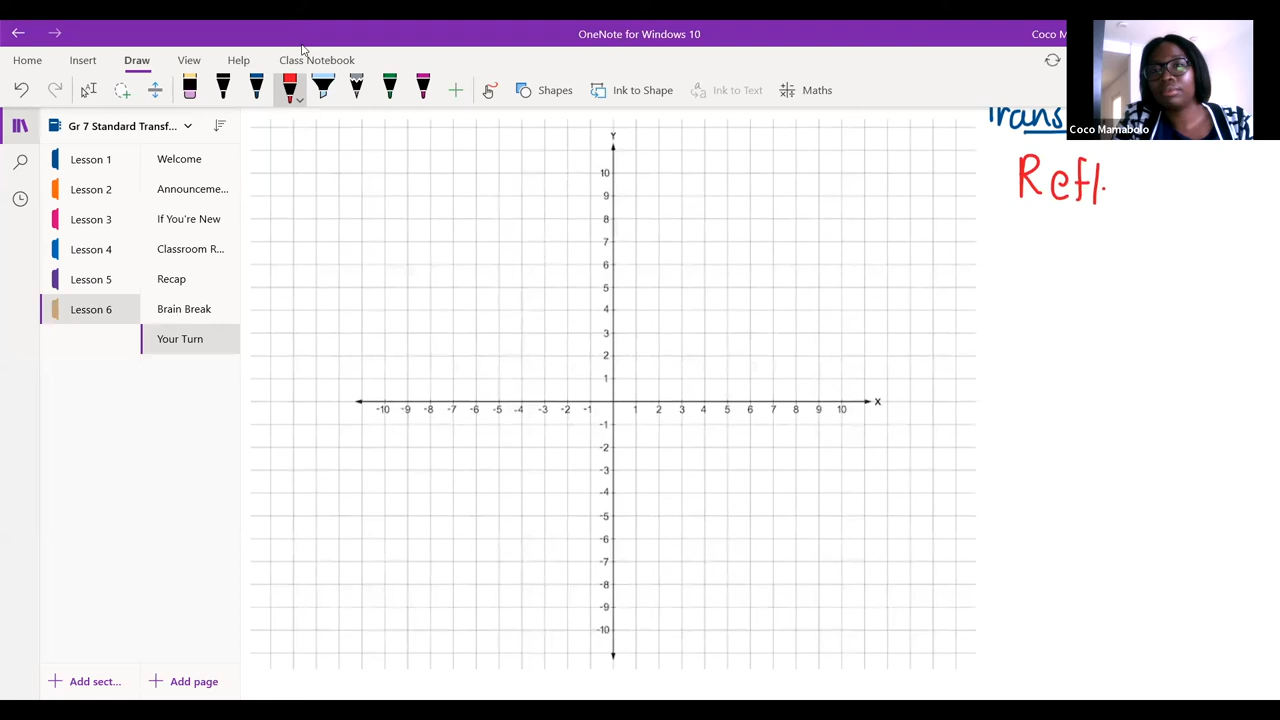 OneNote for Windows 10
Coco Mamabolo
Home Insert Draw View Help Class Notebook
Shapes Ink to Shape Ink to Text Maths
Gr 7 Standard Transf...
Lesson 1
Lesson 2
Lesson 3
Lesson 4
Lesson 5
Lesson 6
Welcome
Announceme...
If You're New
Classroom R...
Recap
Brain Break
Your Turn
Add sect...
Add page
Y
10
9
8
7
6
5
4
3
2
1
-10 -9 -8 -7 -6 -5 -4 -3 -2 -1 1 2 3 4 5 6 7 8 9 10 X
-1
-2
-3
-4
-5
-6
-7
-8
-9
-10
Trans
Refl